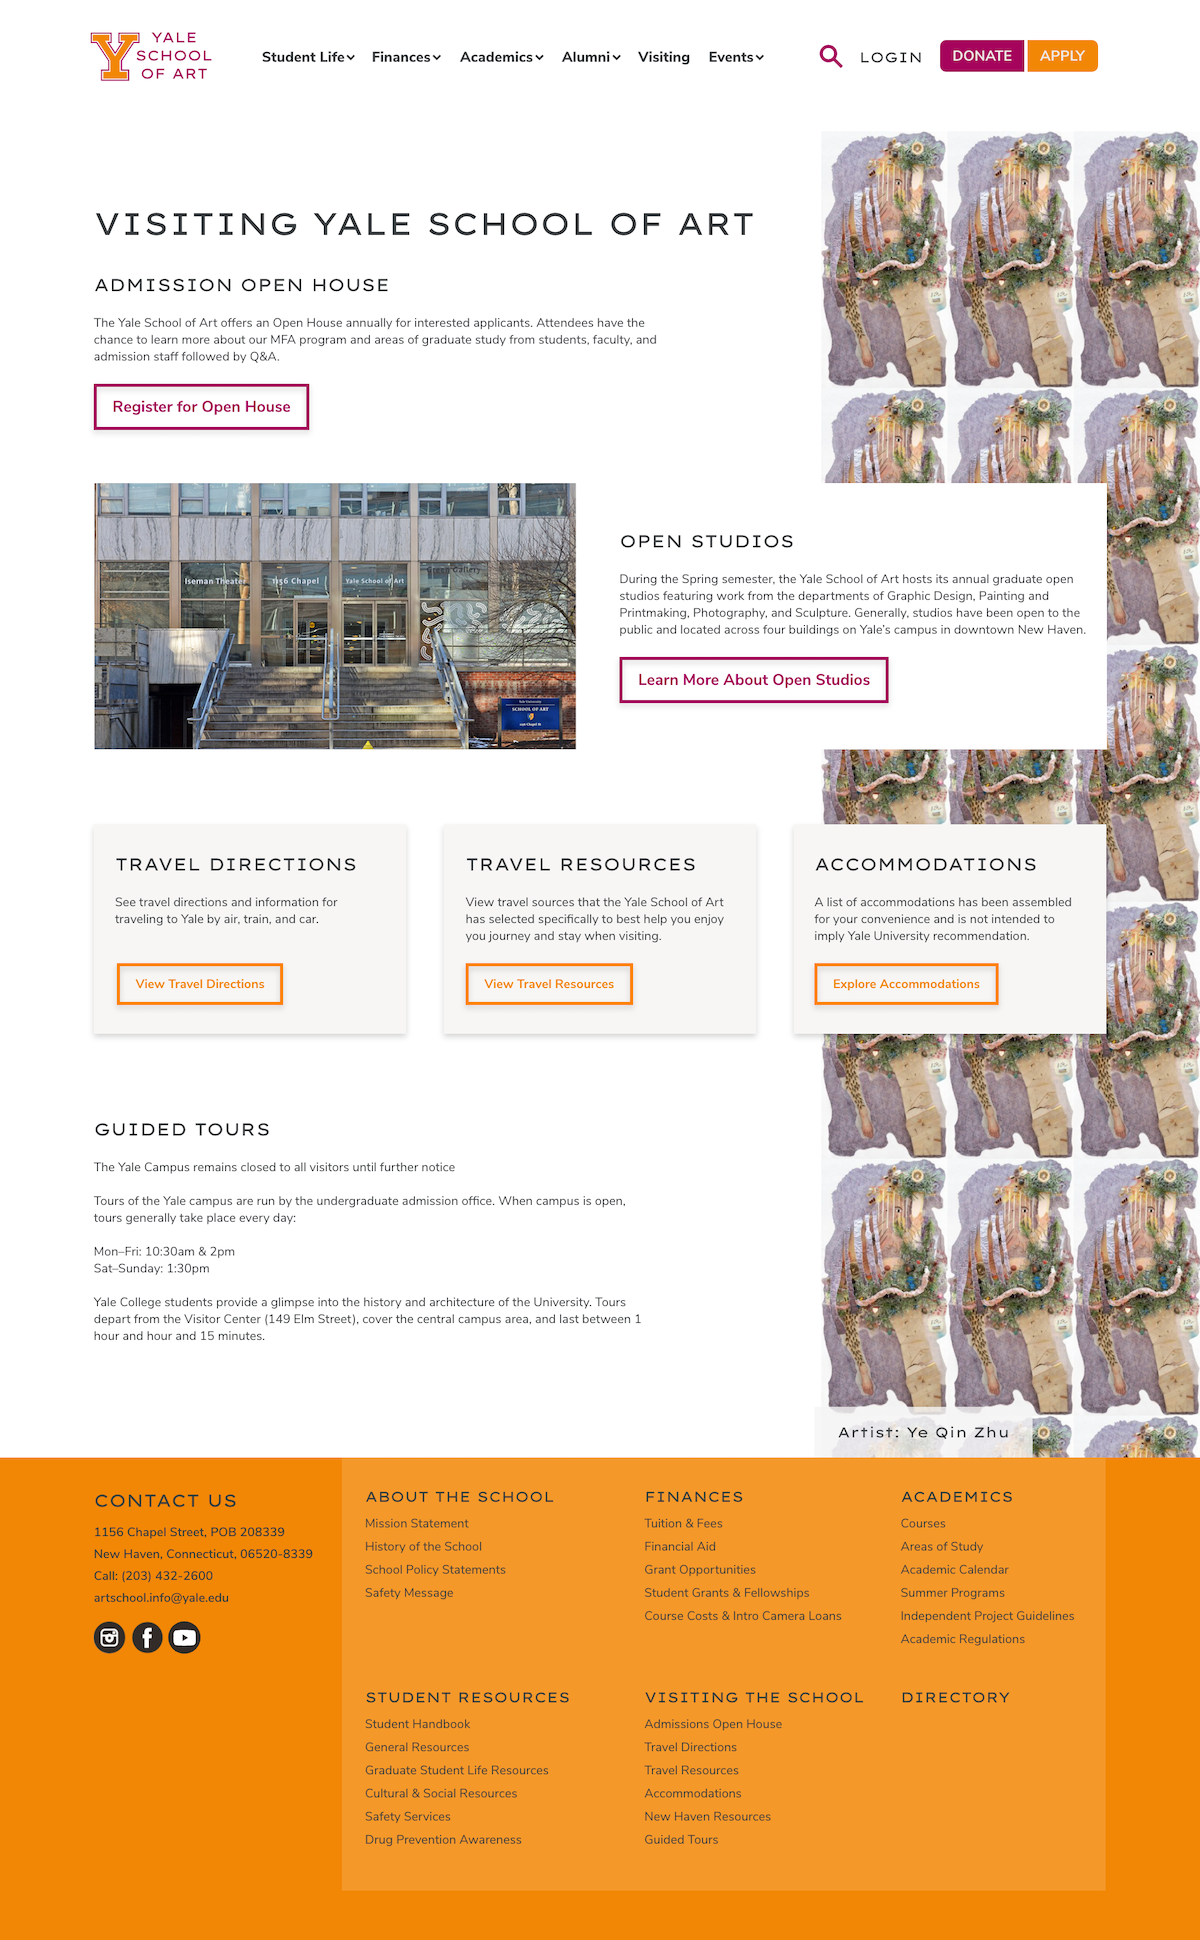 YALE
SCHOOL
OF ART
Student Life
Finances
Academics
Alumni
Visiting
Events
LOGIN
DONATE
APPLY
VISITING YALE SCHOOL OF ART
ADMISSION OPEN HOUSE
The Yale School of Art offers an Open House annually for interested applicants. Attendees have the
chance to learn more about our MFA program and areas of graduate study from students, faculty, and
admission staff followed by Q&A.
Register for Open House
Iseman Theater
1156 Chapel
Yale School of Art
Green Gallery
Yale University
SCHOOL OF ART
1156 Chapel St
OPEN STUDIOS
During the Spring semester, the Yale School of Art hosts its annual graduate open
studios featuring work from the departments of Graphic Design, Painting and
Printmaking, Photography, and Sculpture. Generally, studios have been open to the
public and located across four buildings on Yale's campus in downtown New Haven.
Learn More About Open Studios
TRAVEL DIRECTIONS
See travel directions and information for
traveling to Yale by air, train, and car.
View Travel Directions
TRAVEL RESOURCES
View travel sources that the Yale School of Art
has selected specifically to best help you enjoy
you journey and stay when visiting.
View Travel Resources
ACCOMMODATIONS
A list of accommodations has been assembled
for your convenience and is not intended to
imply Yale University recommendation.
Explore Accommodations
GUIDED TOURS
The Yale Campus remains closed to all visitors until further notice
Tours of the Yale campus are run by the undergraduate admission office. When campus is open,
tours generally take place every day:
Mon–Fri: 10:30am & 2pm
Sat–Sunday: 1:30pm
Yale College students provide a glimpse into the history and architecture of the University. Tours
depart from the Visitor Center (149 Elm Street), cover the central campus area, and last between 1
hour and hour and 15 minutes.
Artist: Ye Qin Zhu
CONTACT US
1156 Chapel Street, POB 208339
New Haven, Connecticut, 06520-8339
Call: (203) 432-2600
artschool.info@yale.edu
ABOUT THE SCHOOL
Mission Statement
History of the School
School Policy Statements
Safety Message
FINANCES
Tuition & Fees
Financial Aid
Grant Opportunities
Student Grants & Fellowships
Course Costs & Intro Camera Loans
ACADEMICS
Courses
Areas of Study
Academic Calendar
Summer Programs
Independent Project Guidelines
Academic Regulations
STUDENT RESOURCES
Student Handbook
General Resources
Graduate Student Life Resources
Cultural & Social Resources
Safety Services
Drug Prevention Awareness
VISITING THE SCHOOL
Admissions Open House
Travel Directions
Travel Resources
Accommodations
New Haven Resources
Guided Tours
DIRECTORY